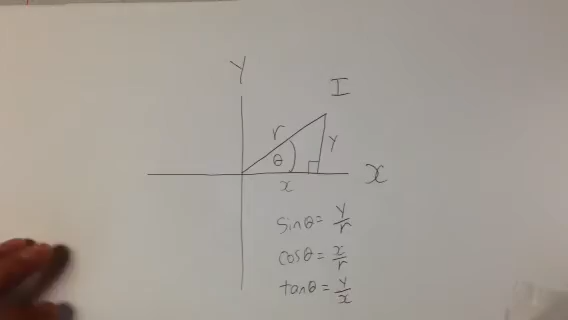 Y
I
r
y
θ
x
X
sinθ = y/r
cosθ = x/r
tanθ = y/x